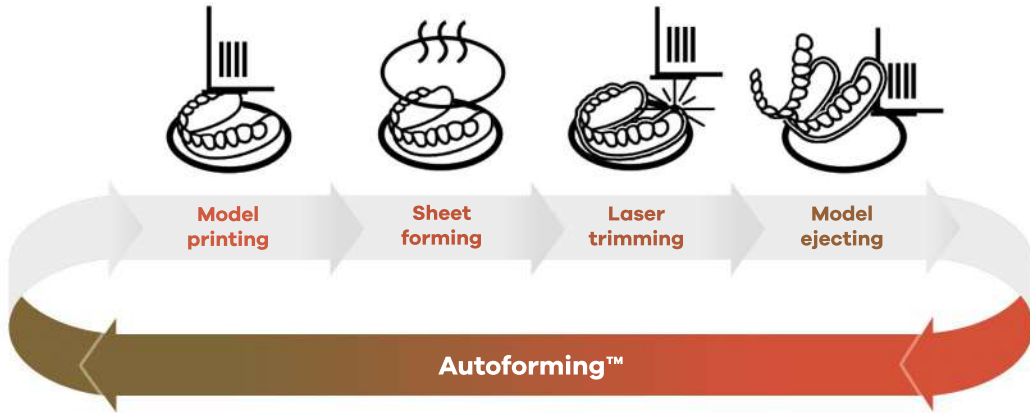 Model
printing
Sheet
forming
Laser
trimming
Model
ejecting
Autoforming™